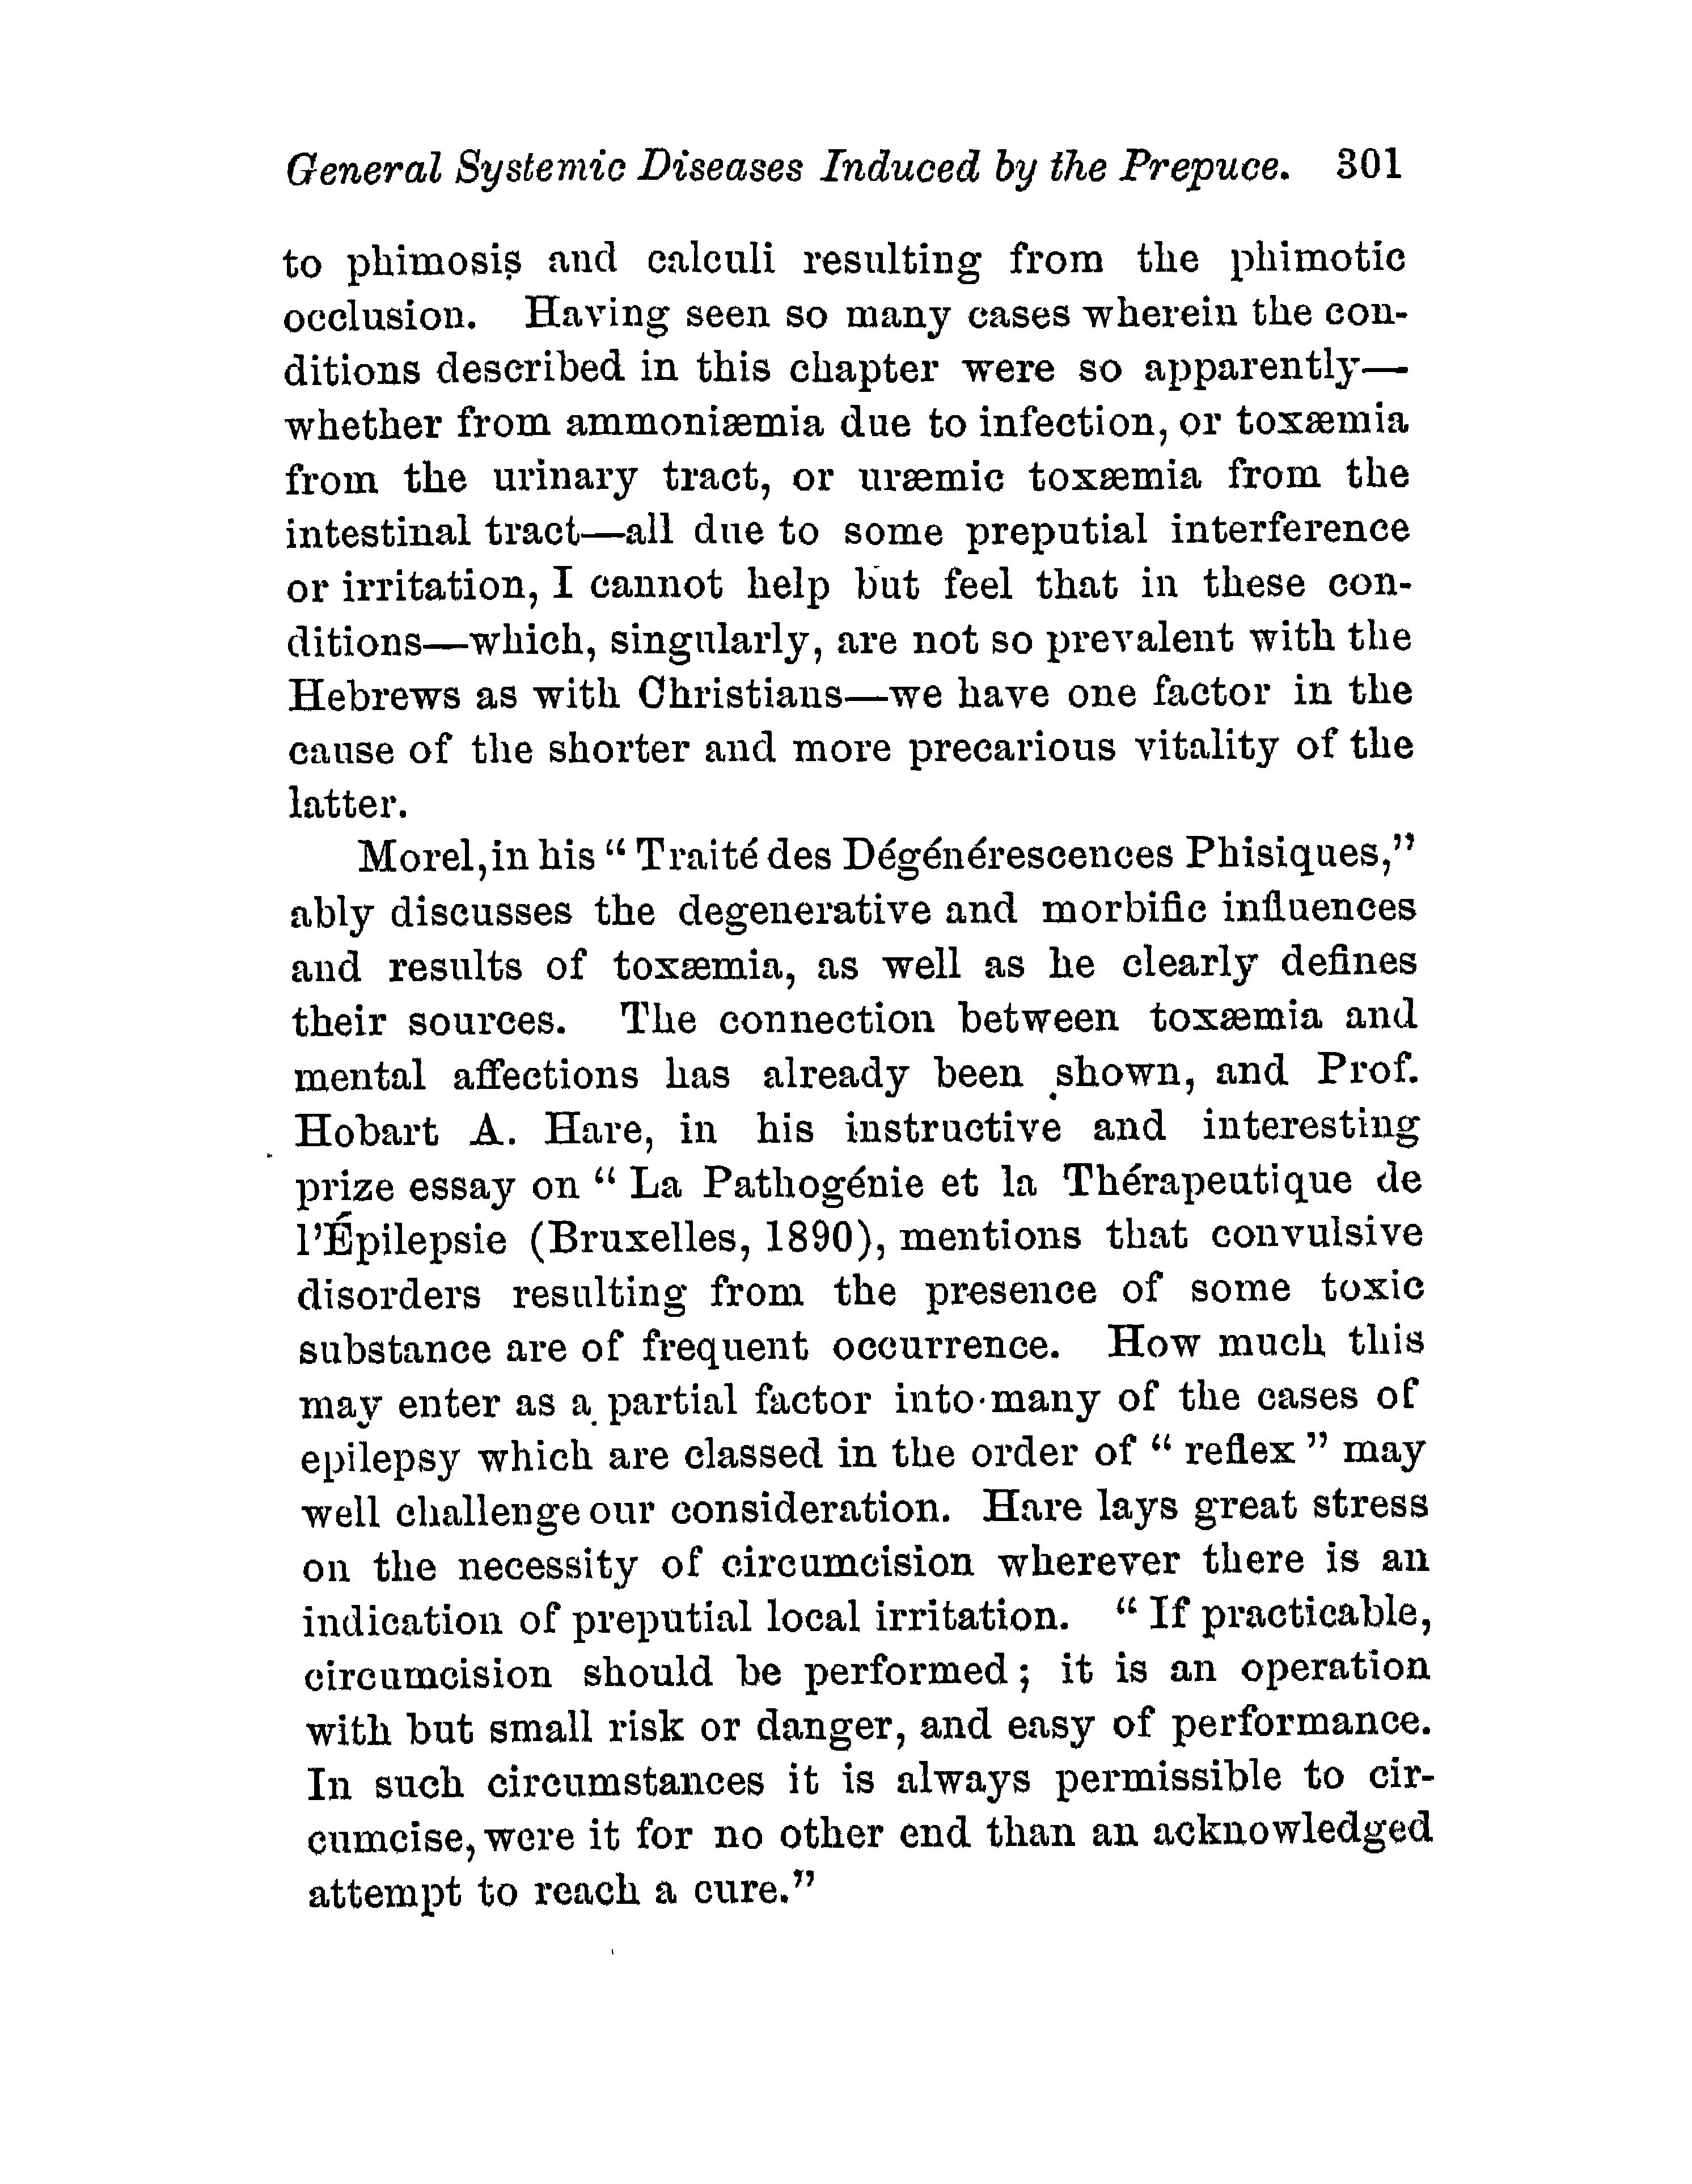 General Systemic Diseases Induced by the Prepuce. 301
to phimosis and calculi resulting from the phimotic
occlusion. Having seen so many cases wherein the con-
ditions described in this chapter were so apparently—
whether from ammoniæmia due to infection, or toxæmia
from the urinary tract, or uræmic toxæmia from the
intestinal tract—all due to some preputial interference
or irritation, I cannot help but feel that in these con-
ditions—which, singularly, are not so prevalent with the
Hebrews as with Christians—we have one factor in the
cause of the shorter and more precarious vitality of the
latter.
Morel, in his “ Traité des Dégénérescences Phisiques,”
ably discusses the degenerative and morbific influences
and results of toxæmia, as well as he clearly defines
their sources. The connection between toxæmia and
mental affections has already been shown, and Prof.
Hobart A. Hare, in his instructive and interesting
prize essay on “ La Pathogénie et la Thérapeutique de
l’Épilepsie (Bruxelles, 1890), mentions that convulsive
disorders resulting from the presence of some toxic
substance are of frequent occurrence. How much this
may enter as a partial factor into many of the cases of
epilepsy which are classed in the order of “ reflex ” may
well challenge our consideration. Hare lays great stress
on the necessity of circumcision wherever there is an
indication of preputial local irritation. “ If practicable,
circumcision should be performed ; it is an operation
with but small risk or danger, and easy of performance.
In such circumstances it is always permissible to cir-
cumcise, were it for no other end than an acknowledged
attempt to reach a cure.”